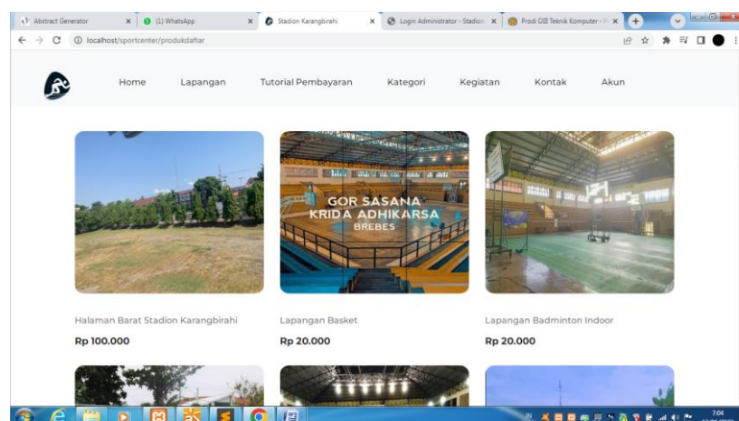 Abstract Generator
(1) WhatsApp
Stadion Karangbirahi
Login Administrator - Stadion
Prodi DIII Teknik Komputer -
localhost/sportcenter/produkdaftar
Home Lapangan Tutorial Pembayaran Kategori Kegiatan Kontak Akun
GOR SASANA
KRIDA ADHIKARSA
BREBES
Halaman Barat Stadion Karangbirahi
Rp 100.000
Lapangan Basket
Rp 20.000
Lapangan Badminton Indoor
Rp 20.000
7:04